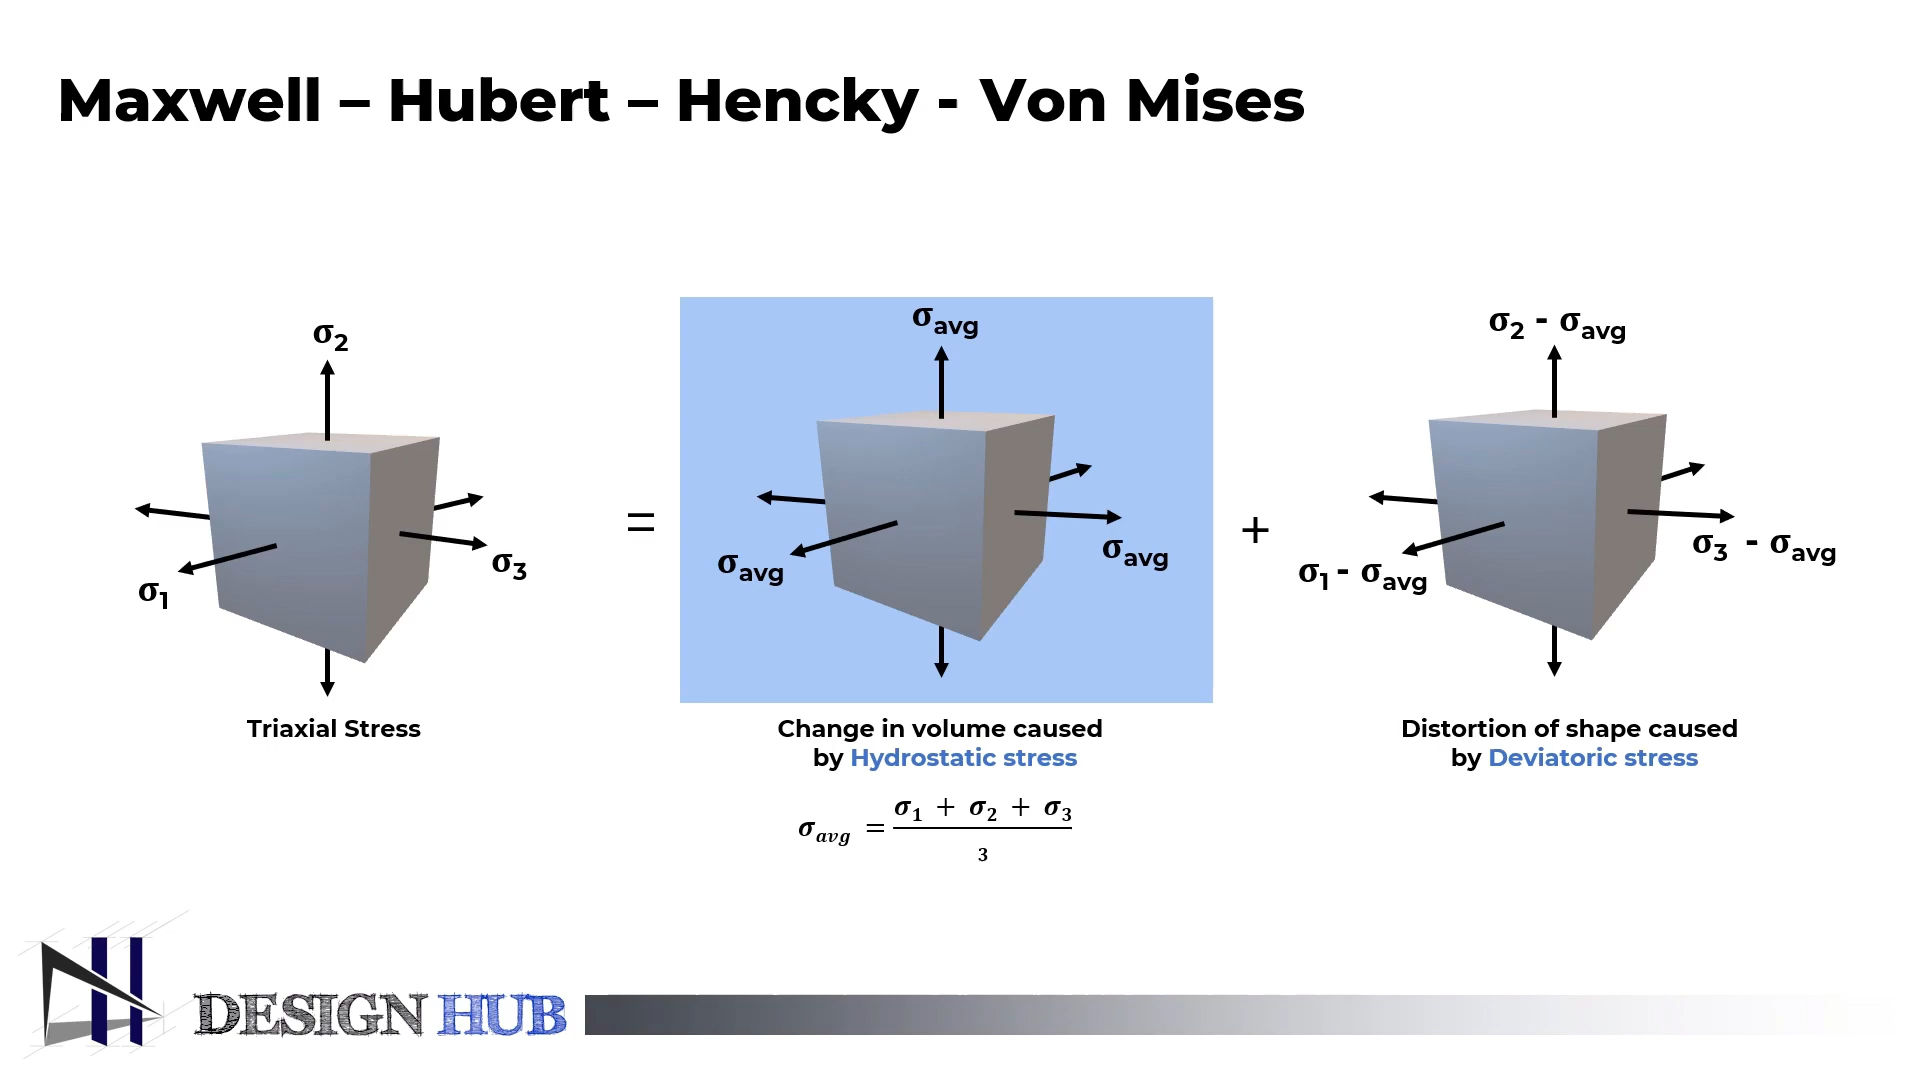 Maxwell – Hubert – Hencky - Von Mises
σ2
σ1
σ3
Triaxial Stress
=
σavg
σavg
σavg
Change in volume caused
by Hydrostatic stress
σavg = σ1 + σ2 + σ3
3
+
σ2 - σavg
σ3 - σavg
σ1 - σavg
Distortion of shape caused
by Deviatoric stress
DESIGN HUB